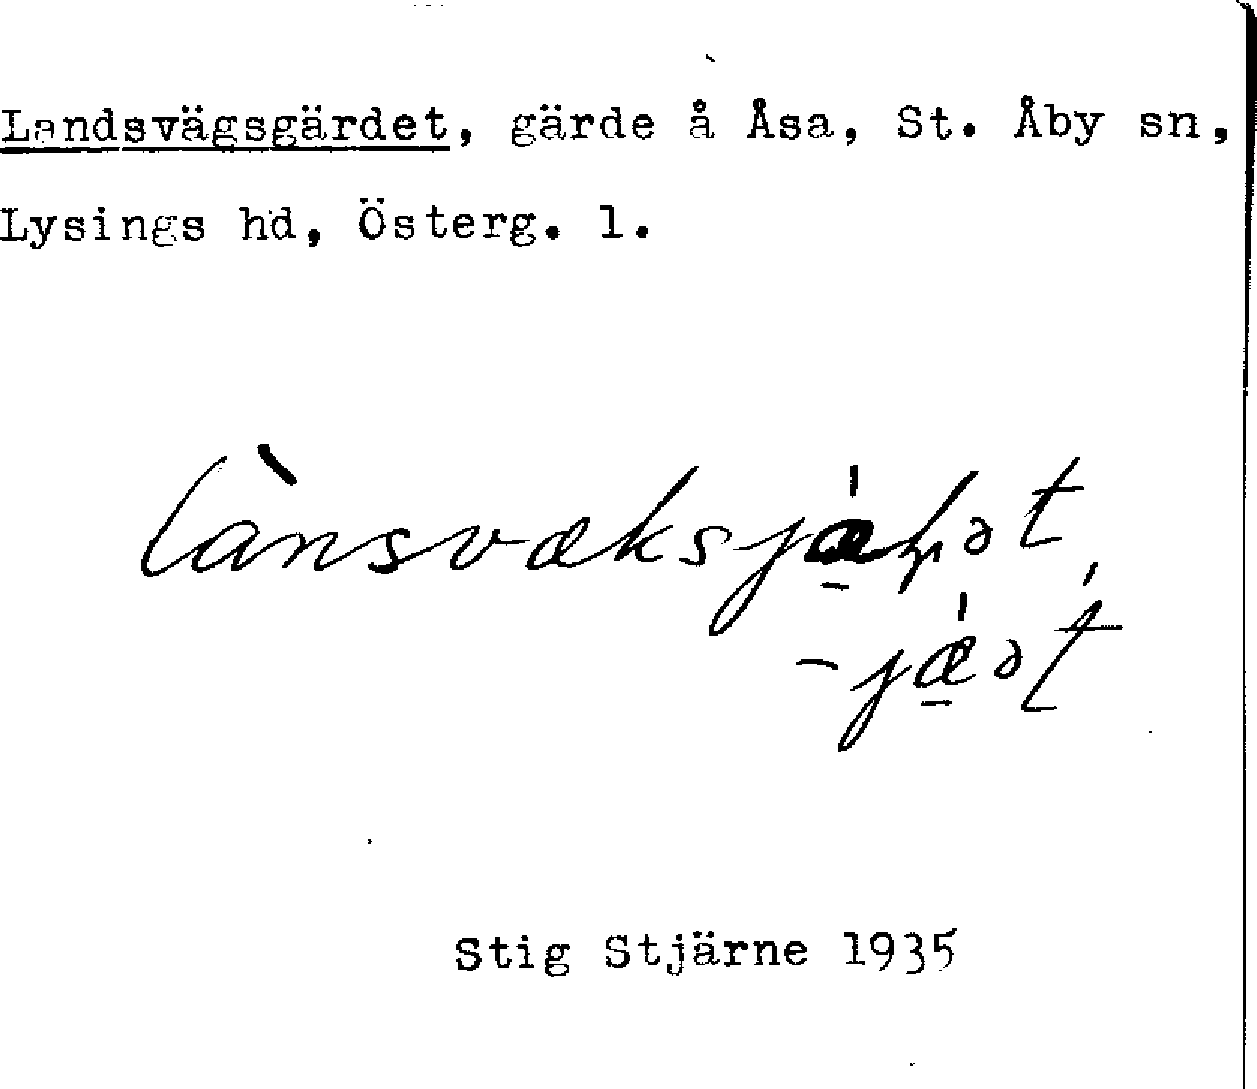 Landsvägsgärdet, gärde å Åsa, St. Åby sn,
Lysings hd, Österg. l.
Stig Stjärne 1935